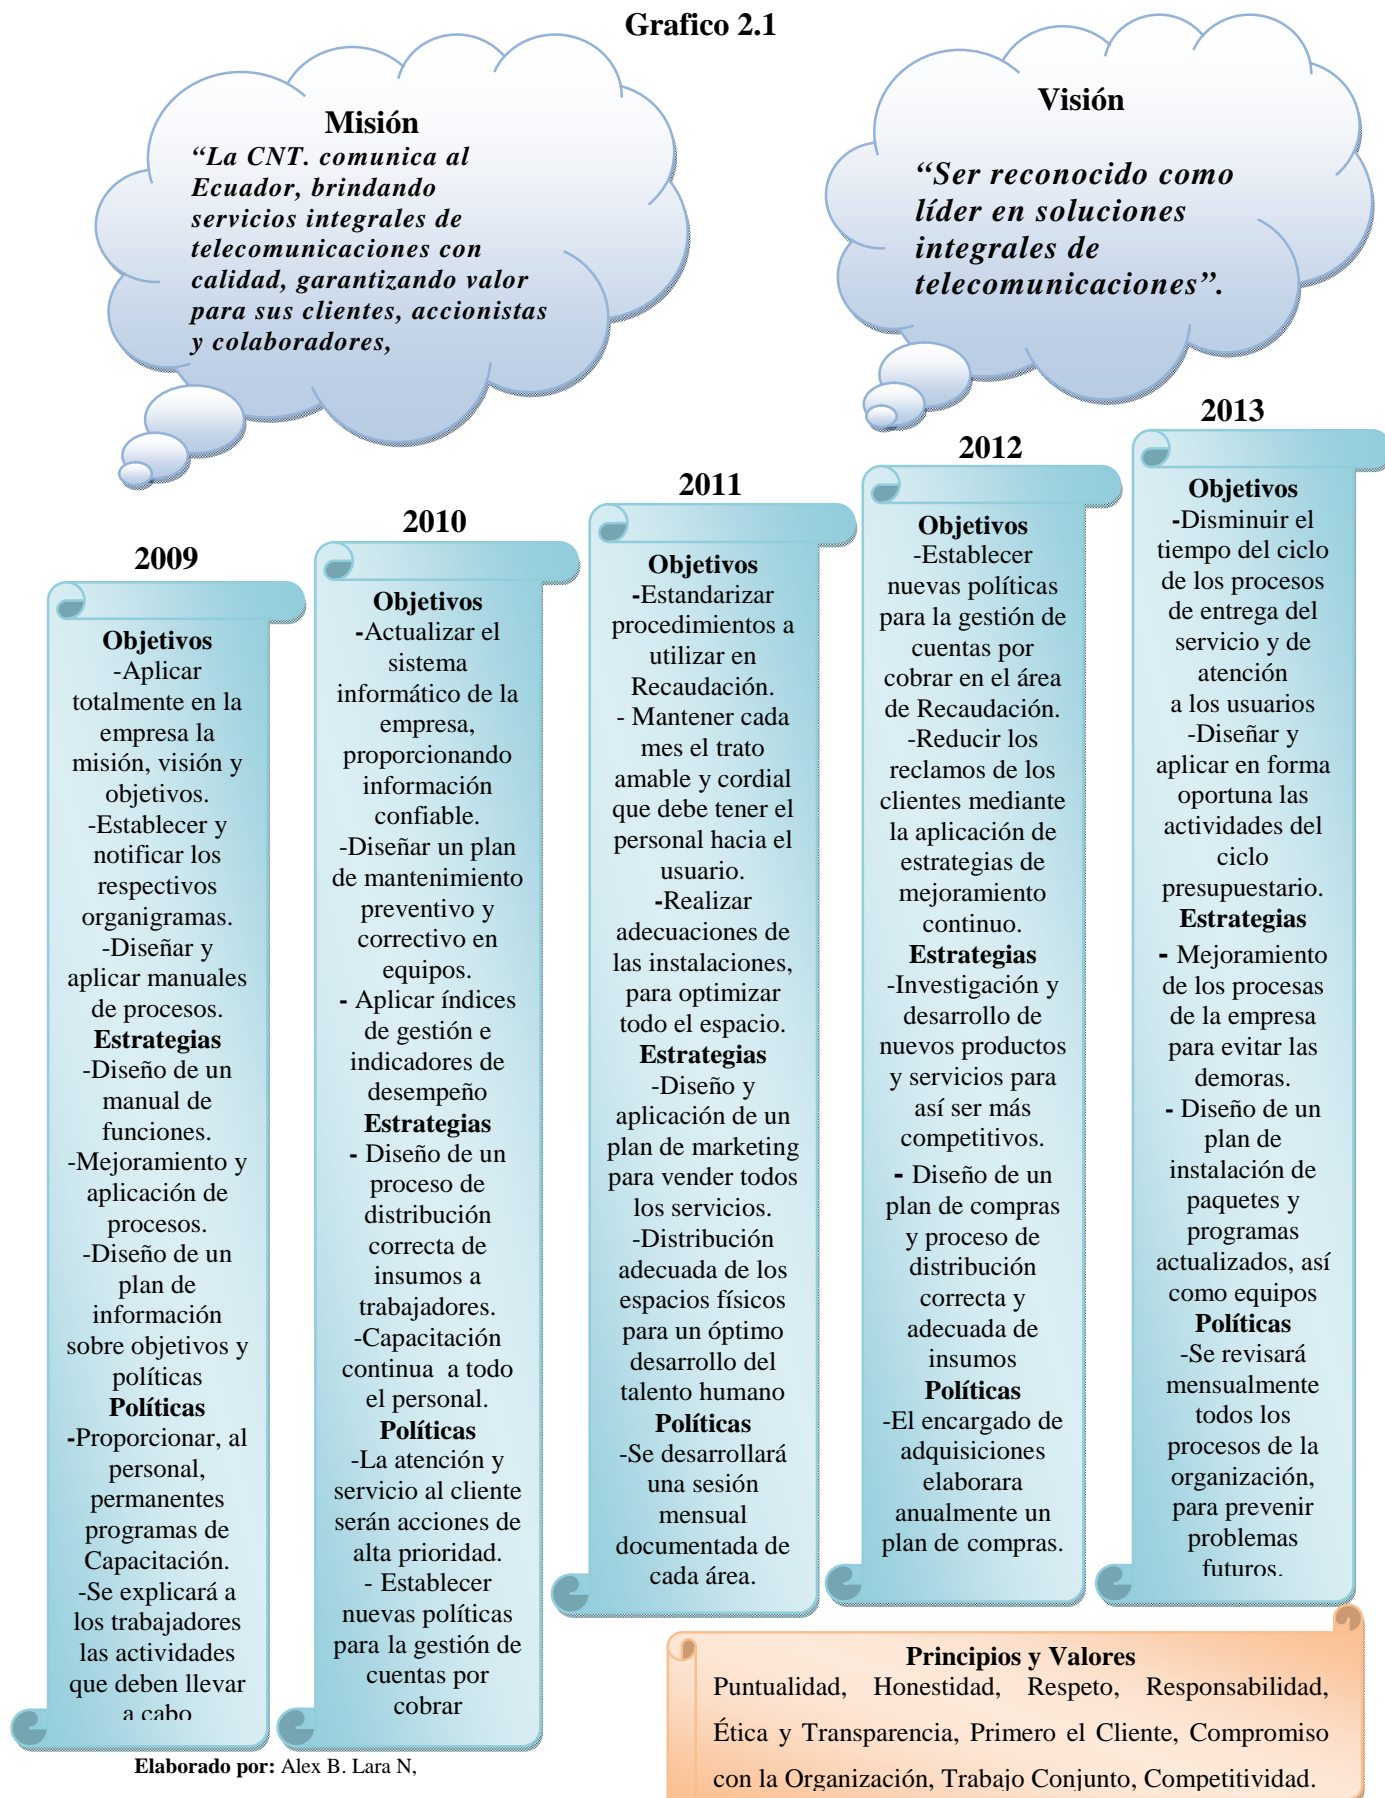 Grafico 2.1
Misión
“La CNT. comunica al
Ecuador, brindando
servicios integrales de
telecomunicaciones con
calidad, garantizando valor
para sus clientes, accionistas
y colaboradores,
Visión
“Ser reconocido como
líder en soluciones
integrales de
telecomunicaciones”.
2009
Objetivos
-Aplicar
totalmente en la
empresa la
misión, visión y
objetivos.
-Establecer y
notificar los
respectivos
organigramas.
-Diseñar y
aplicar manuales
de procesos.
Estrategias
-Diseño de un
manual de
funciones.
-Mejoramiento y
aplicación de
procesos.
-Diseño de un
plan de
información
sobre objetivos y
políticas
Políticas
-Proporcionar, al
personal,
permanentes
programas de
Capacitación.
-Se explicará a
los trabajadores
las actividades
que deben llevar
a cabo
2010
Objetivos
-Actualizar el
sistema
informático de la
empresa,
proporcionando
información
confiable.
-Diseñar un plan
de mantenimiento
preventivo y
correctivo en
equipos.
- Aplicar índices
de gestión e
indicadores de
desempeño
Estrategias
- Diseño de un
proceso de
distribución
correcta de
insumos a
trabajadores.
-Capacitación
continua a todo
el personal.
Políticas
-La atención y
servicio al cliente
serán acciones de
alta prioridad.
- Establecer
nuevas políticas
para la gestión de
cuentas por
cobrar
2011
Objetivos
-Estandarizar
procedimientos a
utilizar en
Recaudación.
- Mantener cada
mes el trato
amable y cordial
que debe tener el
personal hacia el
usuario.
-Realizar
adecuaciones de
las instalaciones,
para optimizar
todo el espacio.
Estrategias
-Diseño y
aplicación de un
plan de marketing
para vender todos
los servicios.
-Distribución
adecuada de los
espacios físicos
para un óptimo
desarrollo del
talento humano
Políticas
-Se desarrollará
una sesión
mensual
documentada de
cada área.
2012
Objetivos
-Establecer
nuevas políticas
para la gestión de
cuentas por
cobrar en el área
de Recaudación.
-Reducir los
reclamos de los
clientes mediante
la aplicación de
estrategias de
mejoramiento
continuo.
Estrategias
-Investigación y
desarrollo de
nuevos productos
y servicios para
así ser más
competitivos.
- Diseño de un
plan de compras
y proceso de
distribución
correcta y
adecuada de
insumos
Políticas
-El encargado de
adquisiciones
elaborara
anualmente un
plan de compras.
2013
Objetivos
-Disminuir el
tiempo del ciclo
de los procesos
de entrega del
servicio y de
atención
a los usuarios
-Diseñar y
aplicar en forma
oportuna las
actividades del
ciclo
presupuestario.
Estrategias
- Mejoramiento
de los procesas
de la empresa
para evitar las
demoras.
- Diseño de un
plan de
instalación de
paquetes y
programas
actualizados, así
como equipos
Políticas
-Se revisará
mensualmente
todos los
procesos de la
organización,
para prevenir
problemas
futuros.
Principios y Valores
Puntualidad, Honestidad, Respeto, Responsabilidad,
Ética y Transparencia, Primero el Cliente, Compromiso
con la Organización, Trabajo Conjunto, Competitividad.
Elaborado por: Alex B. Lara N,